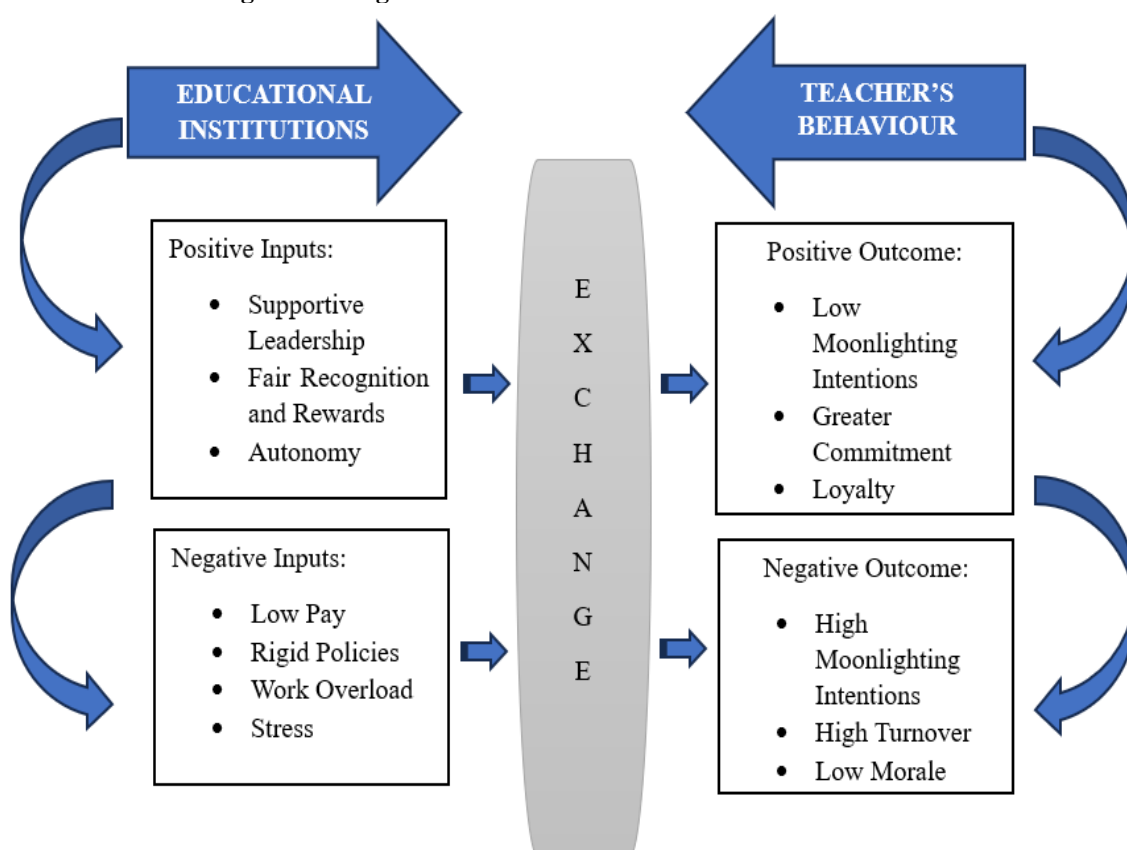 EDUCATIONAL
INSTITUTIONS
TEACHER'S
BEHAVIOUR
Positive Inputs:
• Supportive
Leadership
• Fair Recognition
and Rewards
• Autonomy
Negative Inputs:
• Low Pay
• Rigid Policies
• Work Overload
• Stress
E
X
C
H
A
N
G
E
Positive Outcome:
• Low
Moonlighting
Intentions
• Greater
Commitment
• Loyalty
Negative Outcome:
• High
Moonlighting
Intentions
• High Turnover
• Low Morale